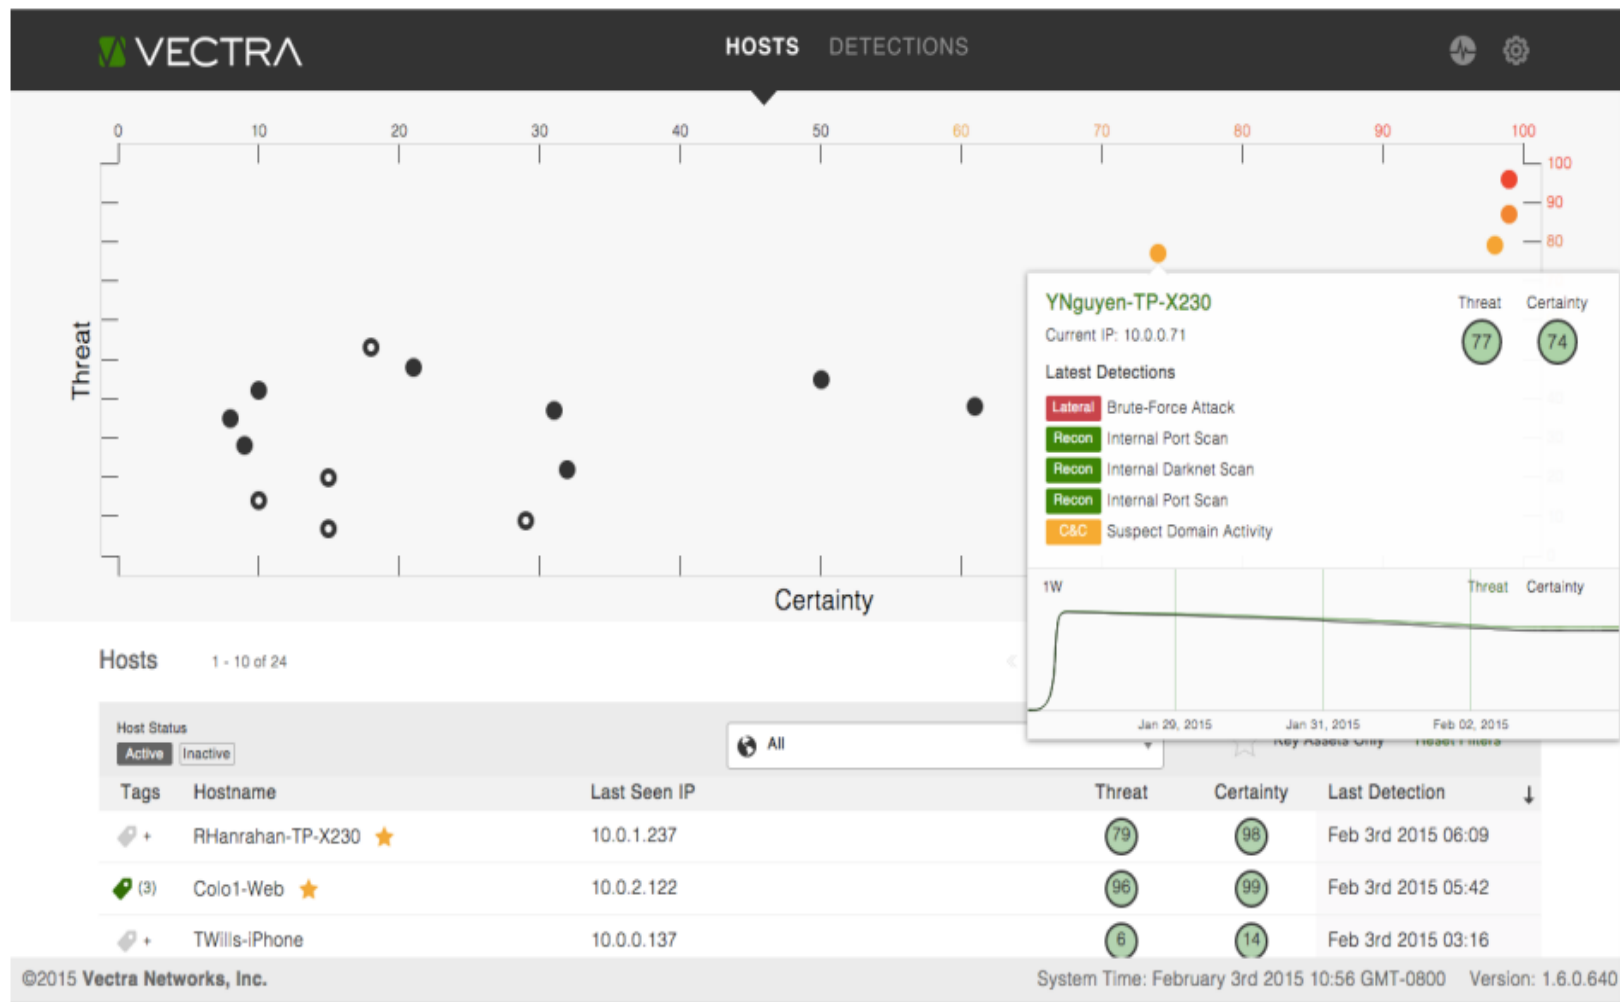 VECTRA
HOSTS DETECTIONS
0 10 20 30 40 50 60 70 80 90 100
100
90
80
Threat
Certainty
YNguyen-TP-X230
Threat Certainty
Current IP: 10.0.0.71
77 74
Latest Detections
Lateral Brute-Force Attack
Recon Internal Port Scan
Recon Internal Darknet Scan
Recon Internal Port Scan
C&C Suspect Domain Activity
1W
Threat Certainty
Jan 29, 2015 Jan 31, 2015 Feb 02, 2015
Hosts 1 - 10 of 24
Host Status
Active Inactive
All
Key Assets Only Reset Filters
Tags Hostname Last Seen IP Threat Certainty Last Detection
+ RHanrahan-TP-X230 10.0.1.237 79 98 Feb 3rd 2015 06:09
(3) Colo1-Web 10.0.2.122 96 99 Feb 3rd 2015 05:42
+ TWills-iPhone 10.0.0.137 6 14 Feb 3rd 2015 03:16
©2015 Vectra Networks, Inc. System Time: February 3rd 2015 10:56 GMT-0800 Version: 1.6.0.640